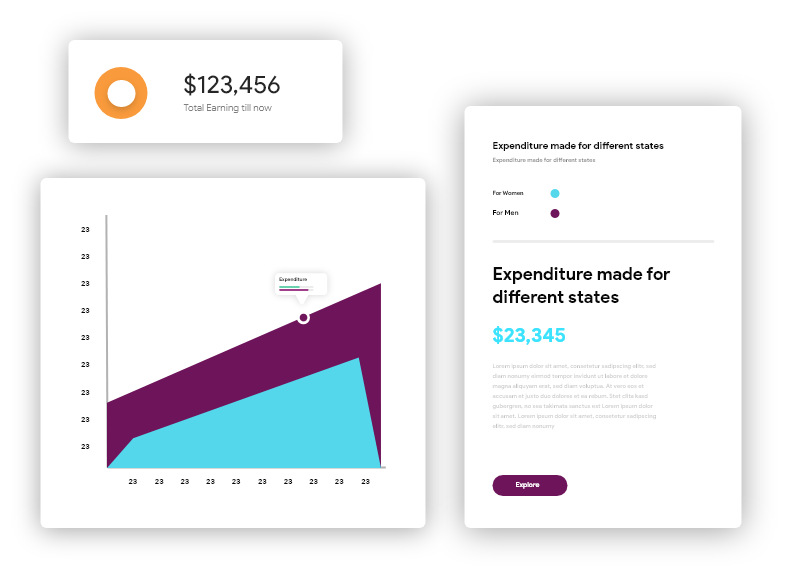 $123,456
Total Earning till now
23
23
23
23
23
23
23
23
23
Expenditure
23 23 23 23 23 23 23 23 23 23
Expenditure made for different states
Expenditure made for different states
For Women
For Men
Expenditure made for
different states
$23,345
Lorem ipsum dolor sit amet, consetetur sadipscing elitr, sed
diam nonumy eirmod tempor invidunt ut labore et dolore
magna aliquyam erat, sed diam voluptua. At vero eos et
accusam et justo duo dolores et ea rebum. Stet clita kasd
gubergren, no sea takimata sanctus est Lorem ipsum dolor
sit amet. Lorem ipsum dolor sit amet, consetetur sadipscing
elitr, sed diam nonumy
Explore